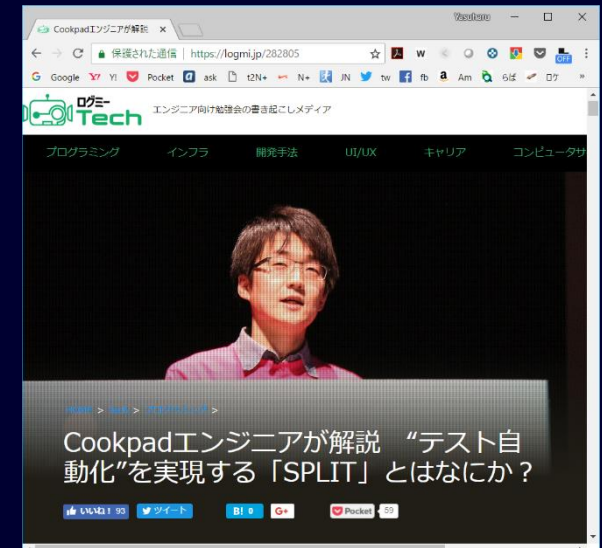 Cookpadエンジニアが解説
Yasuharu
保護された通信 | https://logmi.jp/282805
G Google Y! Y! Pocket ask t2N+ N+ JN tw fb a Am 6ば ログ »
ログミー
Tech
エンジニア向け勉強会の書き起こしメディア
プログラミング インフラ 開発手法 UI/UX キャリア コンピュータサ
Cookpadエンジニアが解説 “テスト自
動化”を実現する「SPLIT」とはなにか？
いいね！ 93 ツイート B! 0 G+ Pocket 59